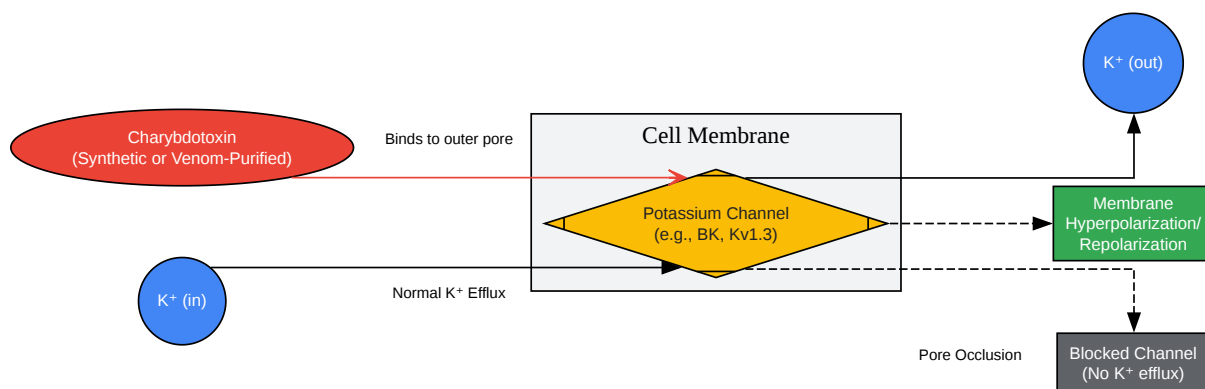 K⁺ (out)
Charybdotoxin
(Synthetic or Venom-Purified)
Binds to outer pore
Cell Membrane
Potassium Channel
(e.g., BK, Kv1.3)
Membrane
Hyperpolarization/
Repolarization
K⁺ (in)
Normal K⁺ Efflux
Pore Occlusion
Blocked Channel
(No K⁺ efflux)